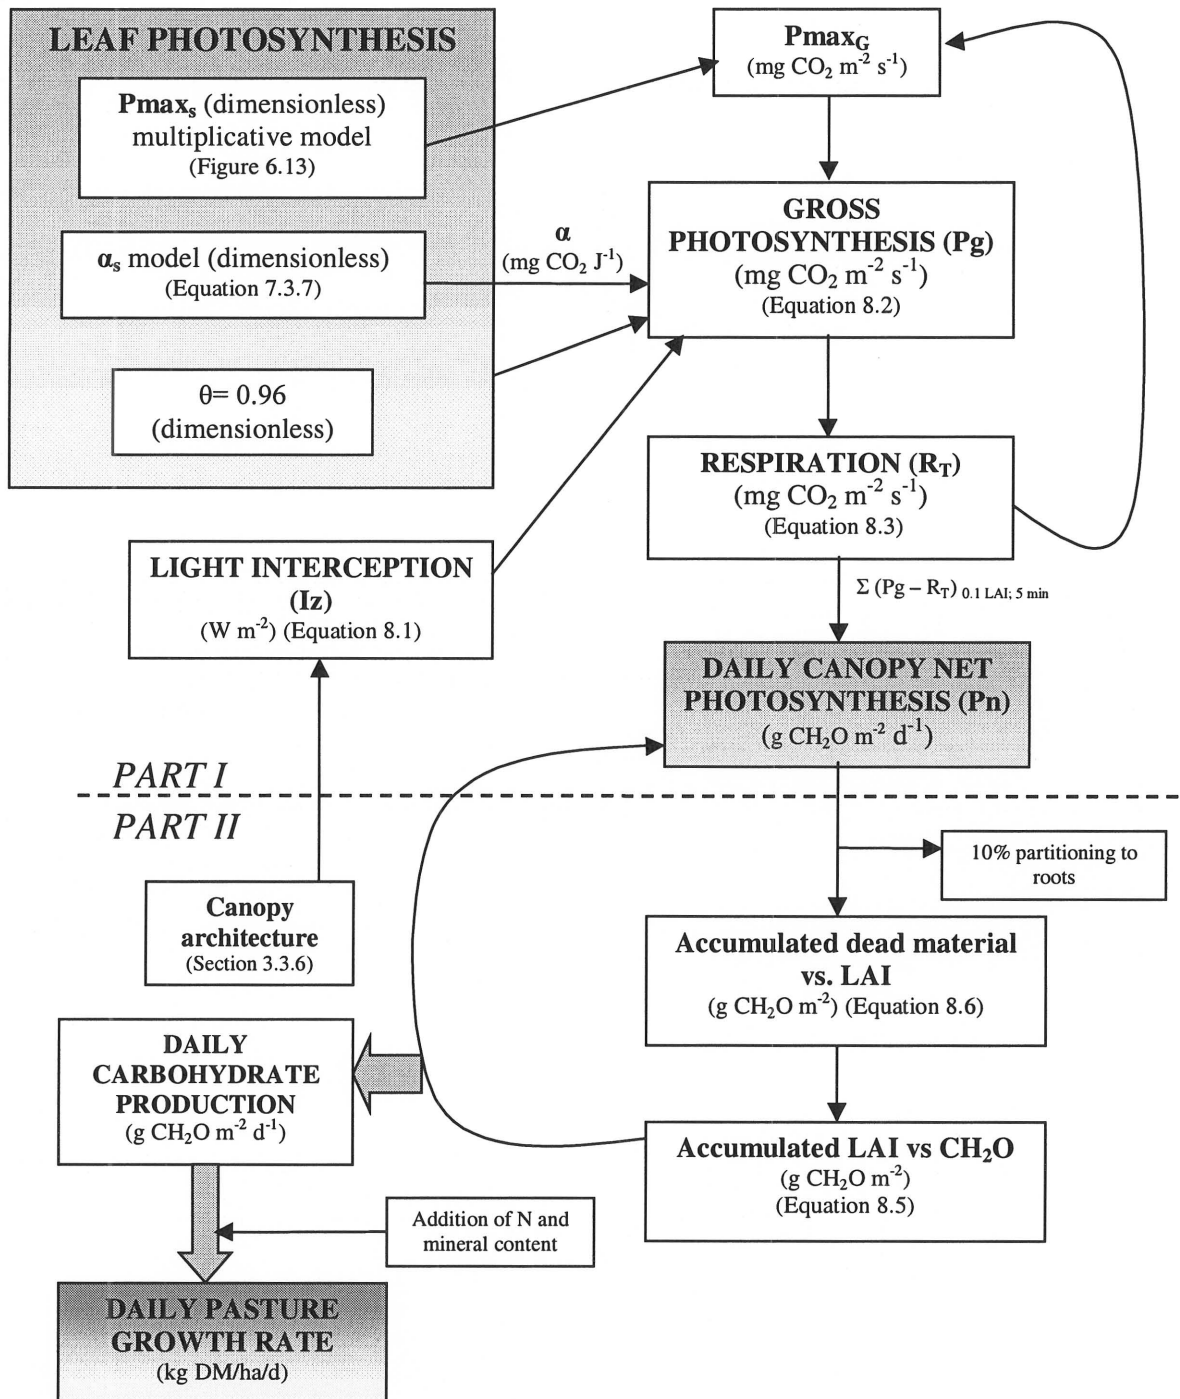 LEAF PHOTOSYNTHESIS
Pmaxₛ (dimensionless)
multiplicative model
(Figure 6.13)
αₛ model (dimensionless)
(Equation 7.3.7)
θ= 0.96
(dimensionless)
Pmax_G
(mg CO₂ m⁻² s⁻¹)
α
(mg CO₂ J⁻¹)
GROSS
PHOTOSYNTHESIS (Pg)
(mg CO₂ m⁻² s⁻¹)
(Equation 8.2)
RESPIRATION (R_T)
(mg CO₂ m⁻² s⁻¹)
(Equation 8.3)
LIGHT INTERCEPTION
(Iz)
(W m⁻²) (Equation 8.1)
Σ (Pg – R_T) 0.1 LAI; 5 min
DAILY CANOPY NET
PHOTOSYNTHESIS (Pn)
(g CH₂O m⁻² d⁻¹)
PART I
PART II
10% partitioning to
roots
Canopy
architecture
(Section 3.3.6)
Accumulated dead material
vs. LAI
(g CH₂O m⁻²) (Equation 8.6)
DAILY
CARBOHYDRATE
PRODUCTION
(g CH₂O m⁻² d⁻¹)
Accumulated LAI vs CH₂O
(g CH₂O m⁻²)
(Equation 8.5)
Addition of N and
mineral content
DAILY PASTURE
GROWTH RATE
(kg DM/ha/d)